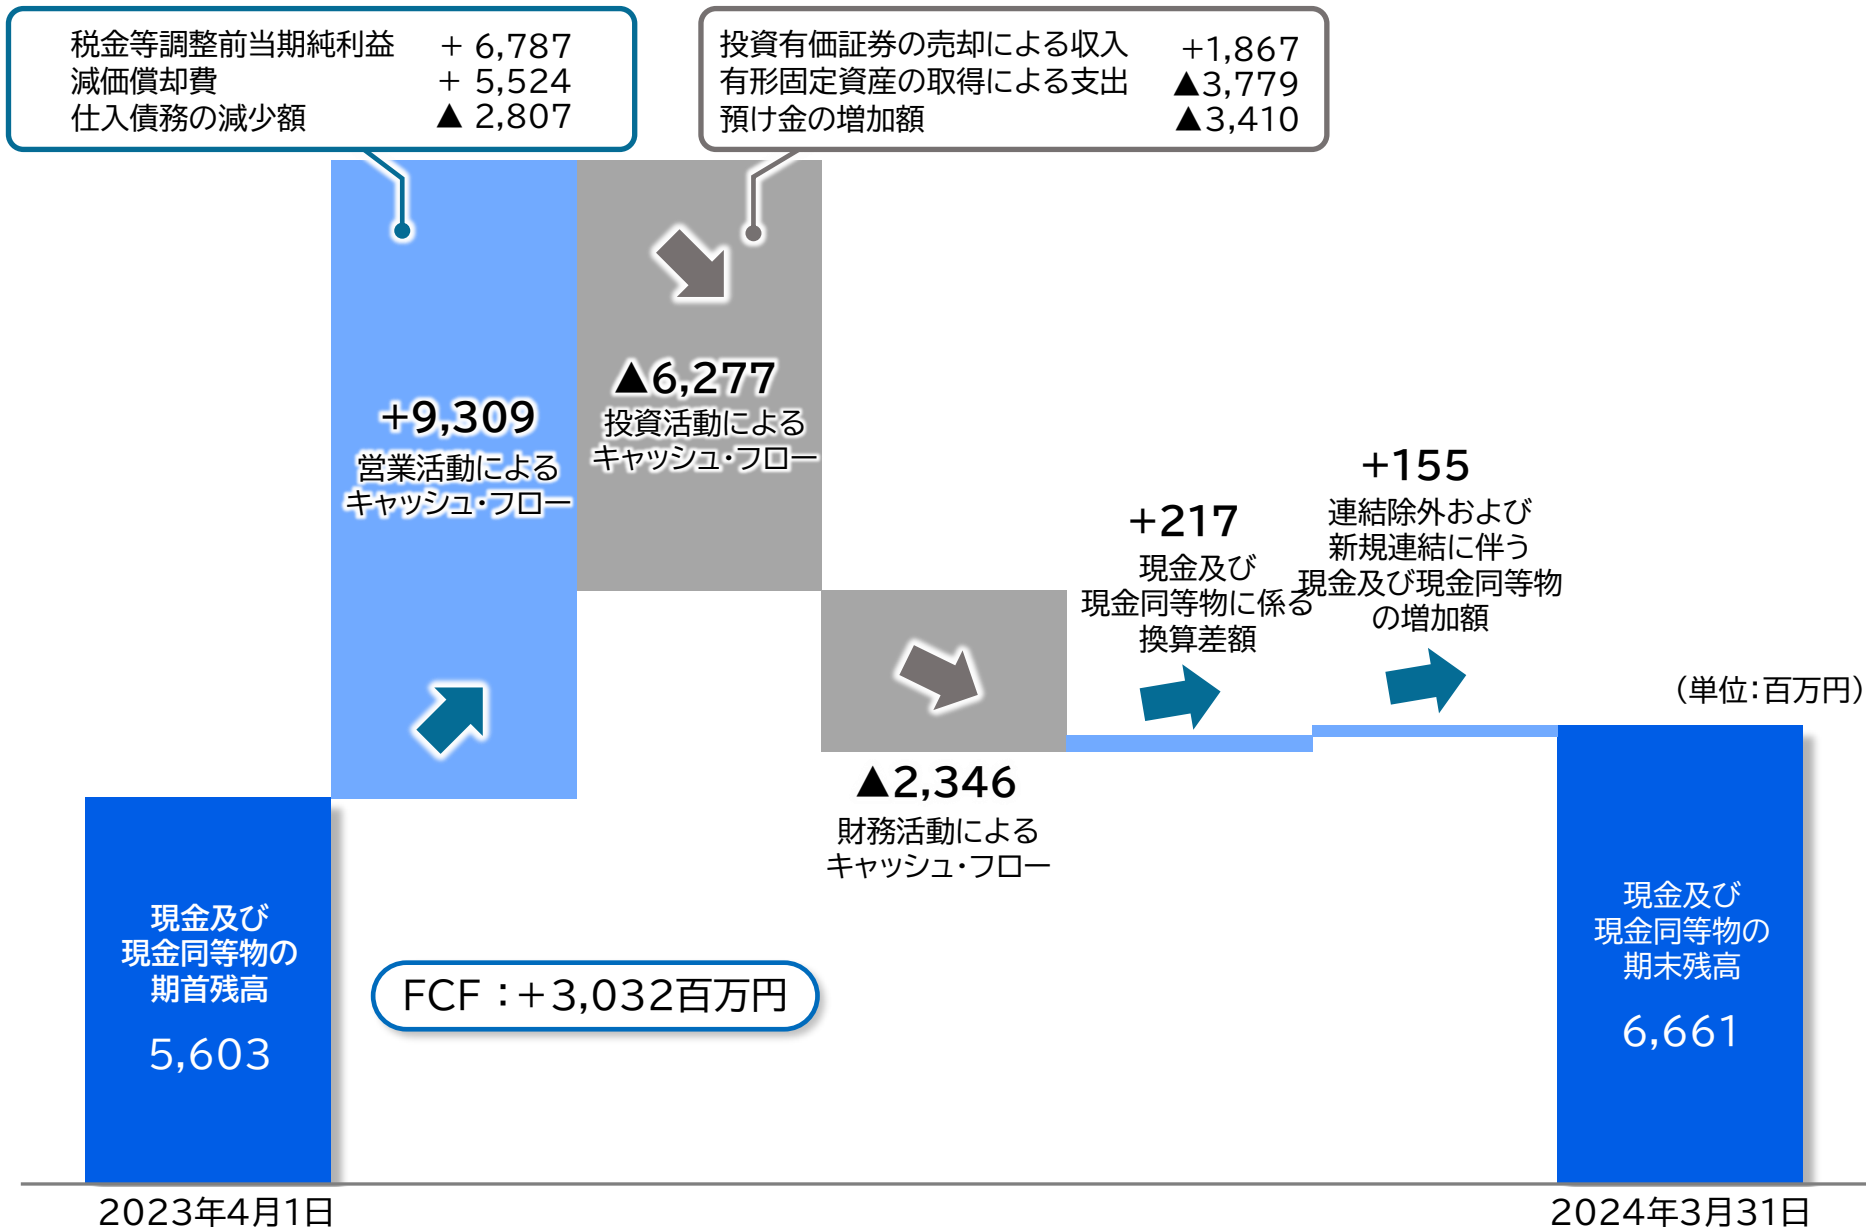 税金等調整前当期純利益 + 6,787
減価償却費 + 5,524
仕入債務の減少額 ▲ 2,807
投資有価証券の売却による収入 +1,867
有形固定資産の取得による支出 ▲3,779
預け金の増加額 ▲3,410
+9,309
営業活動による
キャッシュ・フロー
▲6,277
投資活動による
キャッシュ・フロー
▲2,346
財務活動による
キャッシュ・フロー
+217
現金及び
現金同等物に係る
換算差額
+155
連結除外および
新規連結に伴う
現金及び現金同等物
の増加額
(単位:百万円)
現金及び
現金同等物の
期首残高
5,603
FCF :+3,032百万円
現金及び
現金同等物の
期末残高
6,661
2023年4月1日
2024年3月31日